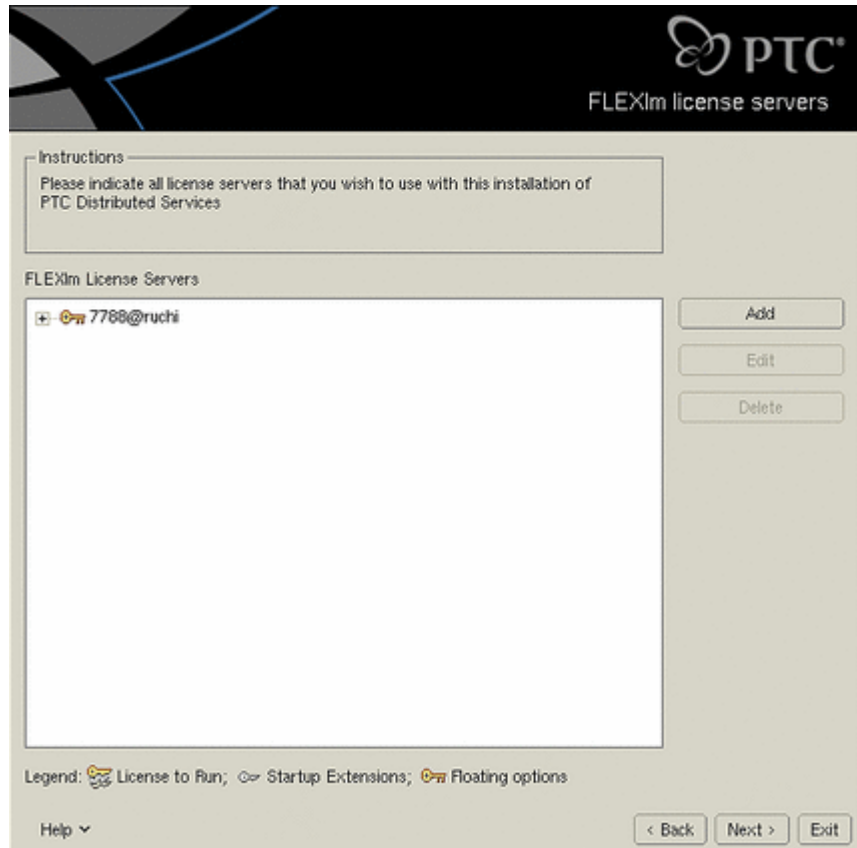 PTC®
FLEXlm license servers
Instructions
Please indicate all license servers that you wish to use with this installation of
PTC Distributed Services
FLEXlm License Servers
7788@ruchi
Add
Edit
Delete
Legend: License to Run; Startup Extensions; Floating options
Help
< Back Next > Exit